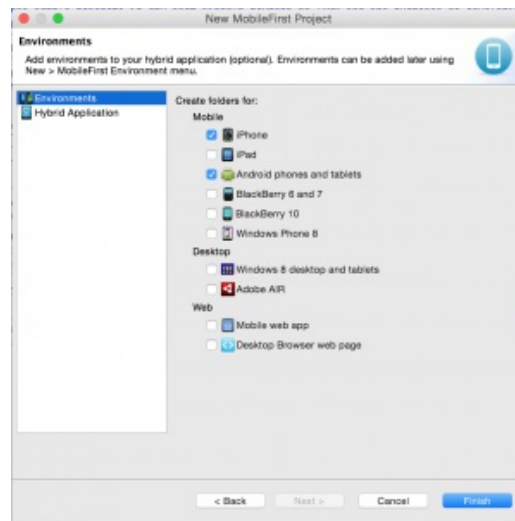 New MobileFirst Project
Environments
Add environments to your hybrid application (optional). Environments can be added later using
New > MobileFirst Environment menu.
Environments
Hybrid Application
Create folders for:
Mobile
iPhone
iPad
Android phones and tablets
BlackBerry 6 and 7
BlackBerry 10
Windows Phone 8
Desktop
Windows 8 desktop and tablets
Adobe AIR
Web
Mobile web app
Desktop Browser web page
< Back
Next >
Cancel
Finish